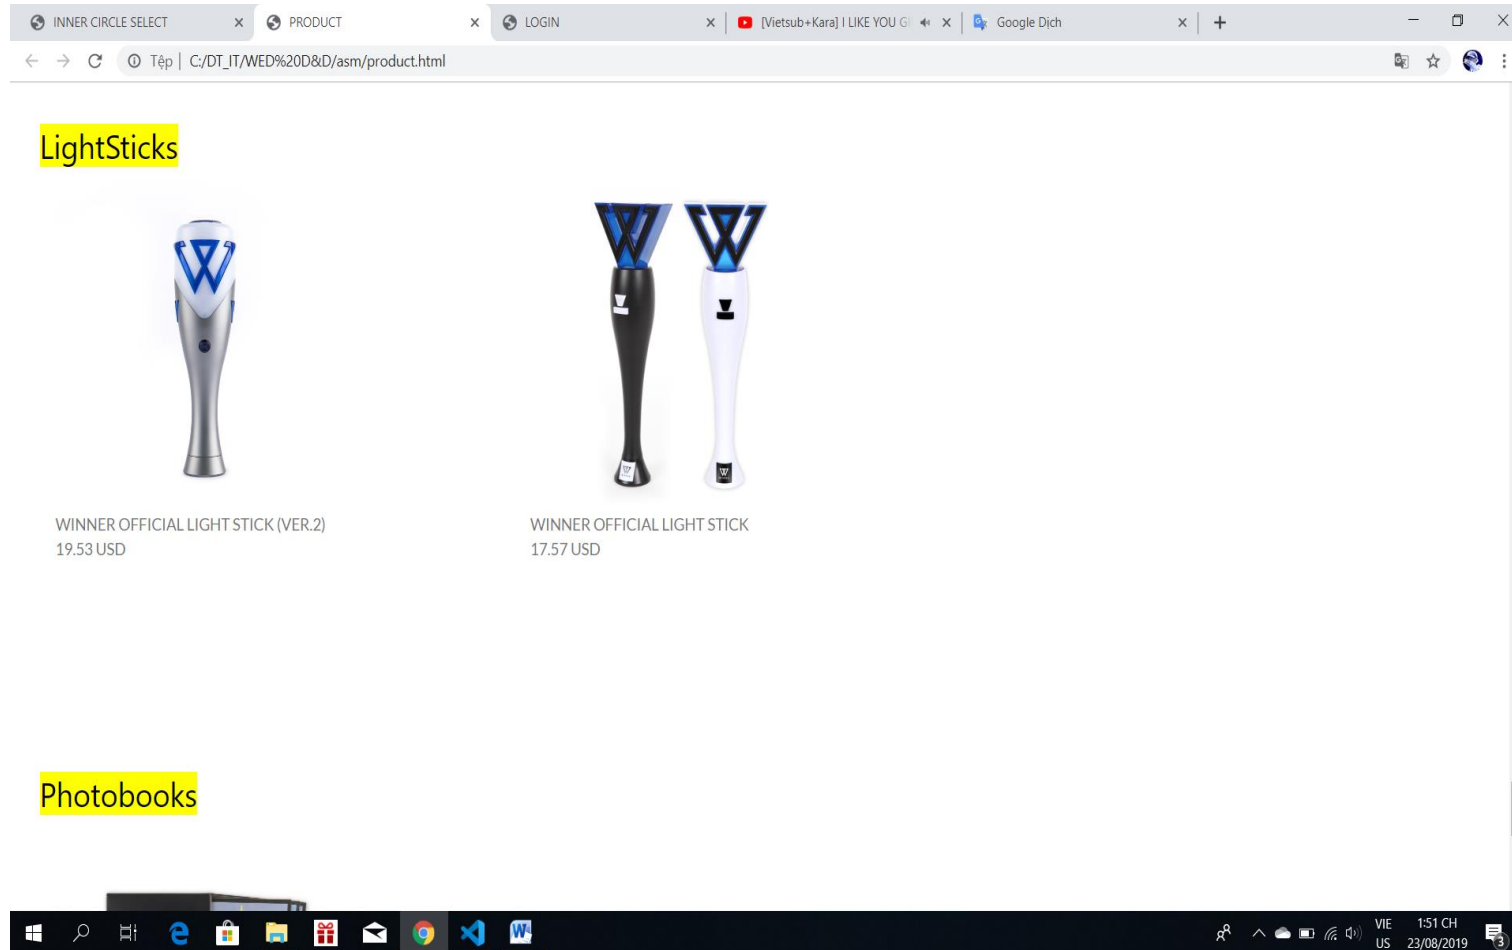 INNER CIRCLE SELECT
PRODUCT
LOGIN
[Vietsub+Kara] I LIKE YOU G
Google Dịch
Tệp | C:/DT_IT/WED%20D&D/asm/product.html
LightSticks
WINNER OFFICIAL LIGHT STICK (VER.2)
19.53 USD
WINNER OFFICIAL LIGHT STICK
17.57 USD
Photobooks
VIE
US
1:51 CH
23/08/2019
3